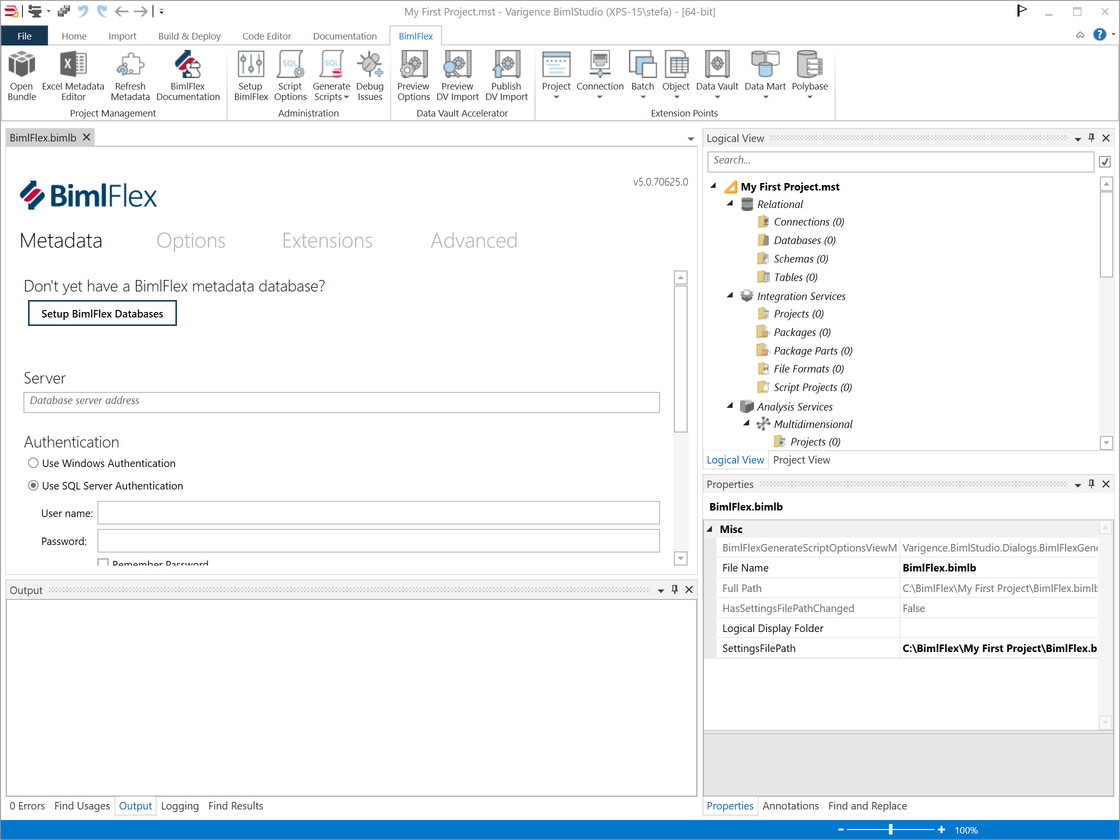 My First Project.mst - Varigence BimlStudio (XPS-15\stefa) - [64-bit]
File Home Import Build & Deploy Code Editor Documentation BimlFlex
Open Bundle
Excel Metadata Editor
Refresh Metadata
BimlFlex Documentation
Project Management
Setup BimlFlex
Script Options
Generate Scripts
Debug Issues
Administration
Preview Options
Preview DV Import
Publish DV Import
Data Vault Accelerator
Project Connection Batch Object Data Vault Data Mart Polybase
Extension Points
BimlFlex.bimlb
BimlFlex
v5.0.70625.0
Metadata Options Extensions Advanced
Don't yet have a BimlFlex metadata database?
Setup BimlFlex Databases
Server
Database server address
Authentication
Use Windows Authentication
Use SQL Server Authentication
User name:
Password:
Remember Password
Output
0 Errors Find Usages Output Logging Find Results
Logical View
Search...
My First Project.mst
Relational
Connections (0)
Databases (0)
Schemas (0)
Tables (0)
Integration Services
Projects (0)
Packages (0)
Package Parts (0)
File Formats (0)
Script Projects (0)
Analysis Services
Multidimensional
Projects (0)
Logical View Project View
Properties
BimlFlex.bimlb
Misc
BimlFlexGenerateScriptOptionsViewM Varigence.BimlStudio.Dialogs.BimlFlexGene
File Name BimlFlex.bimlb
Full Path C:\BimlFlex\My First Project\BimlFlex.bimlb
HasSettingsFilePathChanged False
Logical Display Folder
SettingsFilePath C:\BimlFlex\My First Project\BimlFlex.b
Properties Annotations Find and Replace
100%